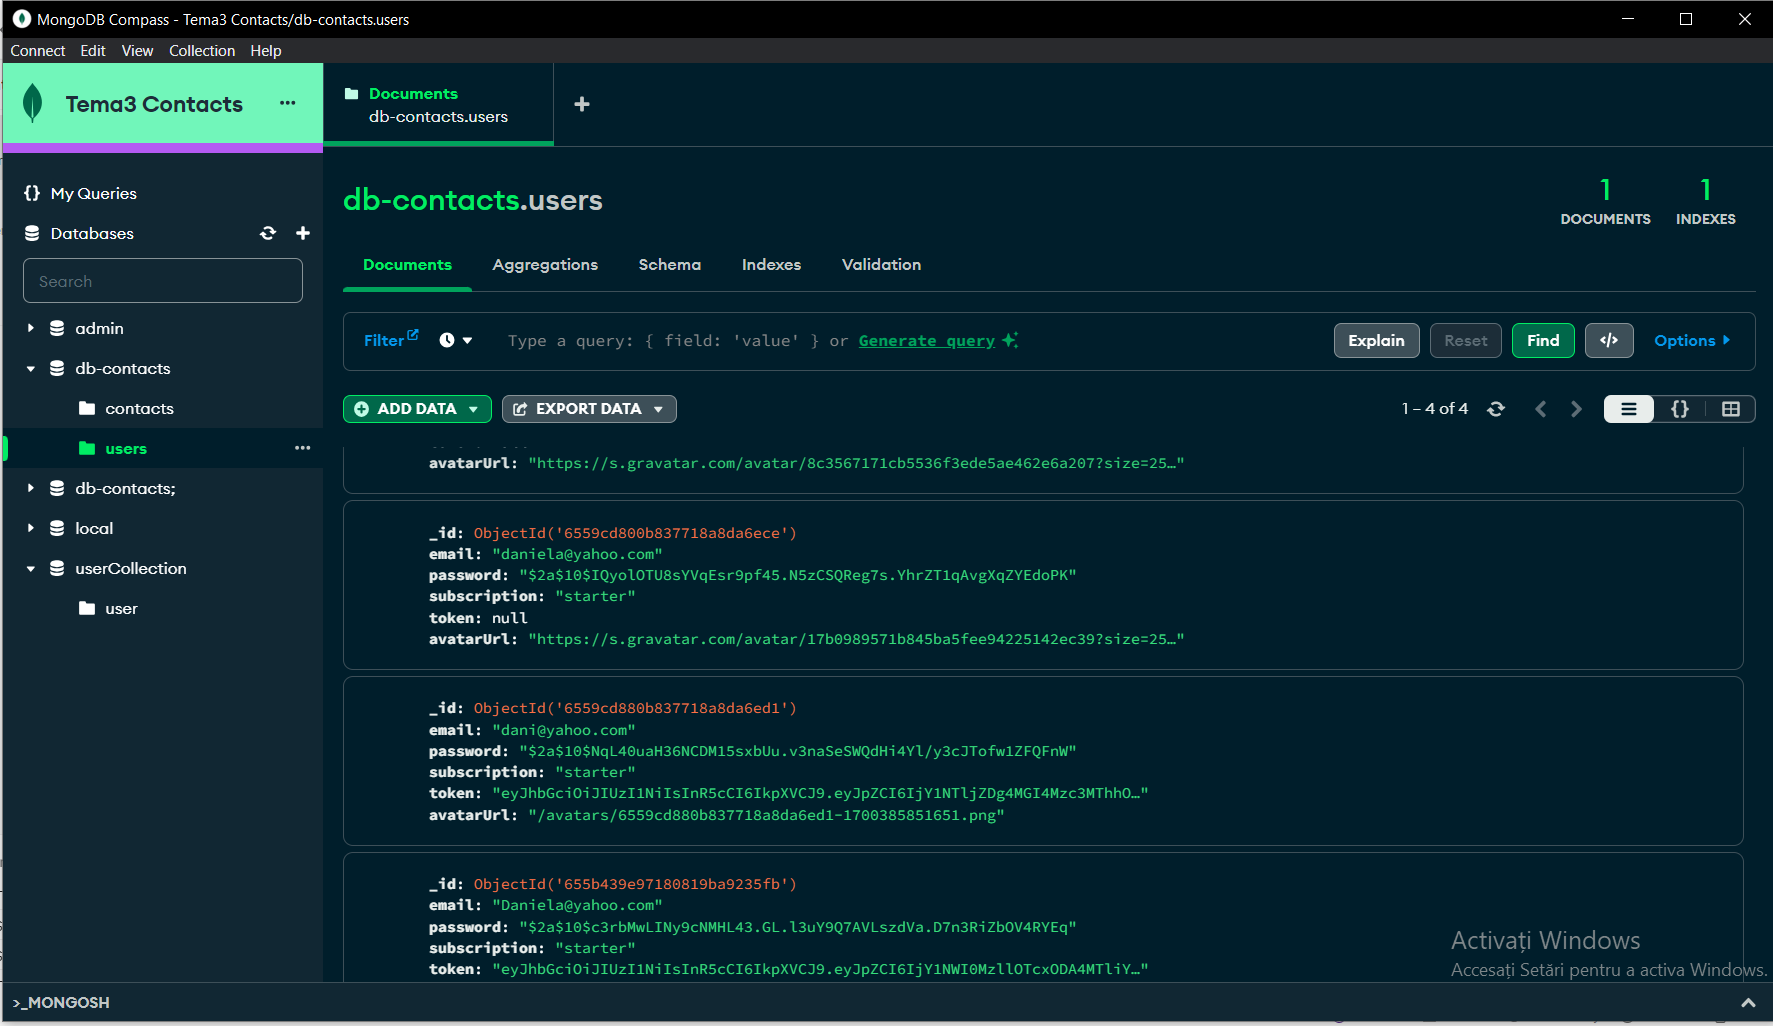 MongoDB Compass - Tema3 Contacts/db-contacts.users
Connect Edit View Collection Help
Tema3 Contacts
Documents
db-contacts.users
My Queries
Databases
Search
admin
db-contacts
contacts
users
db-contacts;
local
userCollection
user
db-contacts.users
1
DOCUMENTS
1
INDEXES
Documents Aggregations Schema Indexes Validation
Filter Type a query: { field: 'value' } or Generate query Explain Reset Find </> Options
ADD DATA EXPORT DATA 1 – 4 of 4 {}
avatarUrl: "https://s.gravatar.com/avatar/8c3567171cb5536f3ede5ae462e6a207?size=25…"
_id: ObjectId('6559cd800b837718a8da6ece')
email: "daniela@yahoo.com"
password: "$2a$10$IQyolOTU8sYVqEsr9pf45.N5zCSQReg7s.YhrZT1qAvgXqZYEdoPK"
subscription: "starter"
token: null
avatarUrl: "https://s.gravatar.com/avatar/17b0989571b845ba5fee94225142ec39?size=25…"
_id: ObjectId('6559cd880b837718a8da6ed1')
email: "dani@yahoo.com"
password: "$2a$10$NqL40uaH36NCDM15sxbUu.v3naSeSWQdHi4Yl/y3cJTofw1ZFQFnW"
subscription: "starter"
token: "eyJhbGciOiJIUzI1NiIsInR5cCI6IkpXVCJ9.eyJpZCI6IjY1NTljZDg4MGI4Mzc3MThhO…"
avatarUrl: "/avatars/6559cd880b837718a8da6ed1-1700385851651.png"
_id: ObjectId('655b439e97180819ba9235fb')
email: "Daniela@yahoo.com"
password: "$2a$10$c3rbMwLINy9cNMHL43.GL.l3uY9Q7AVLszdVa.D7n3RiZbOV4RYEq"
subscription: "starter"
token: "eyJhbGciOiJIUzI1NiIsInR5cCI6IkpXVCJ9.eyJpZCI6IjY1NWI0MzllOTcxODA4MTliY…"
Activați Windows
Accesați Setări pentru a activa Windows.
>_MONGOSH